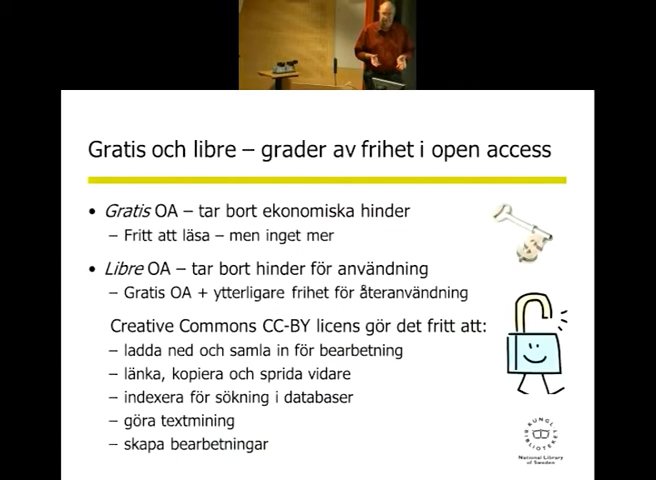 Gratis och libre – grader av frihet i open access
• Gratis OA – tar bort ekonomiska hinder
– Fritt att läsa – men inget mer
• Libre OA – tar bort hinder för användning
– Gratis OA + ytterligare frihet för återanvändning
Creative Commons CC-BY licens gör det fritt att:
– ladda ned och samla in för bearbetning
– länka, kopiera och sprida vidare
– indexera för sökning i databaser
– göra textmining
– skapa bearbetningar
KUNGL. BIBLIOTEKET
National Library
of Sweden